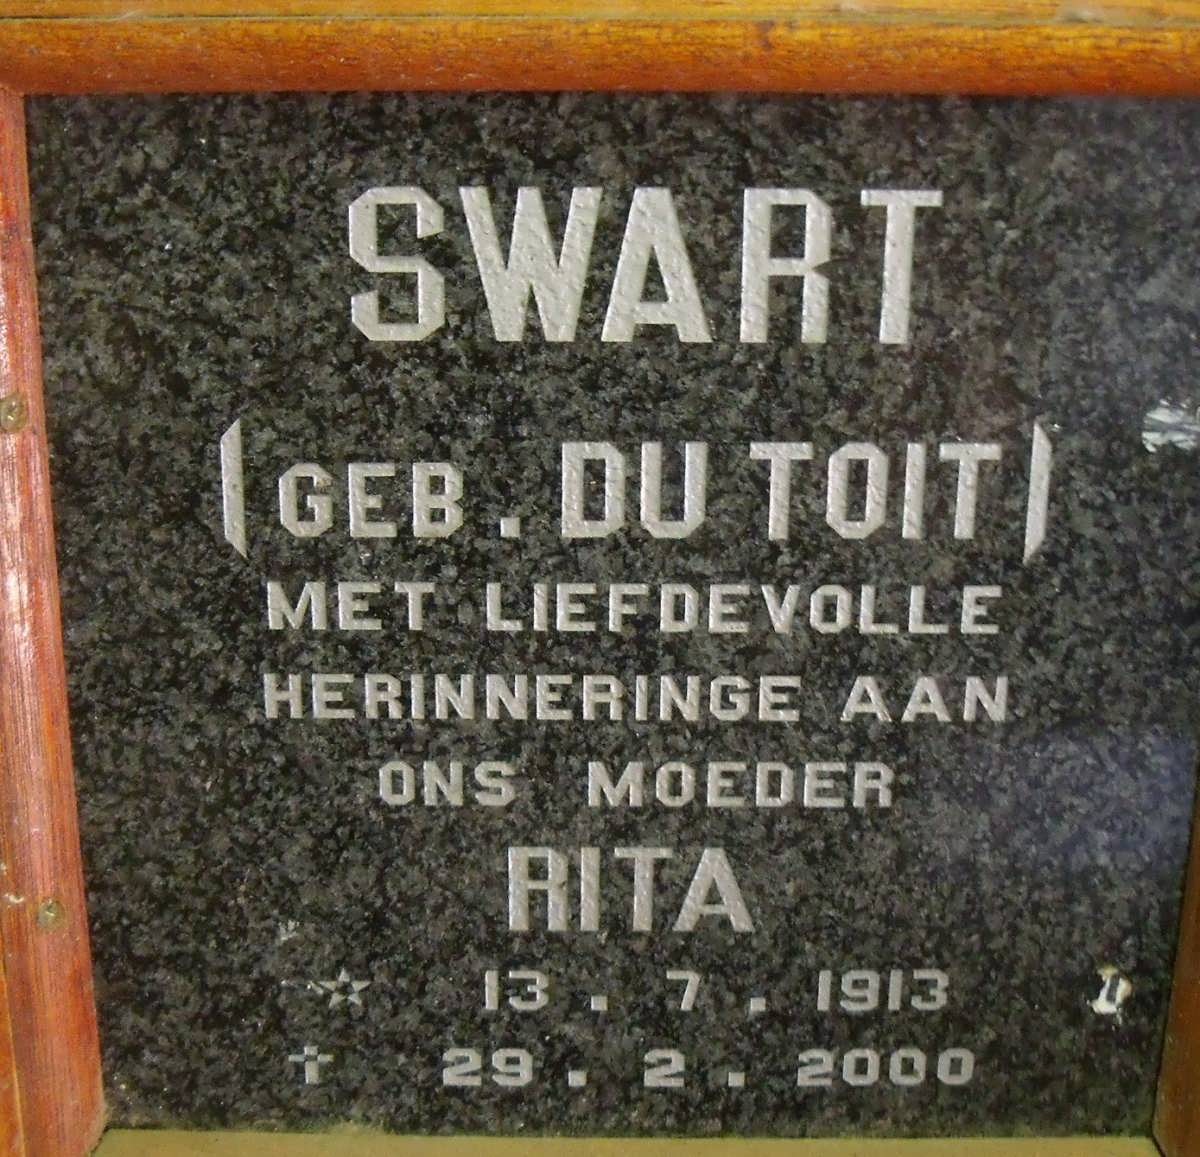 SWART
(GEB. DU TOIT)
MET LIEFDEVOLLE
HERINNERINGE AAN
ONS MOEDER
RITA
☆ 13. 7. 1913
✝ 29. 2. 2000